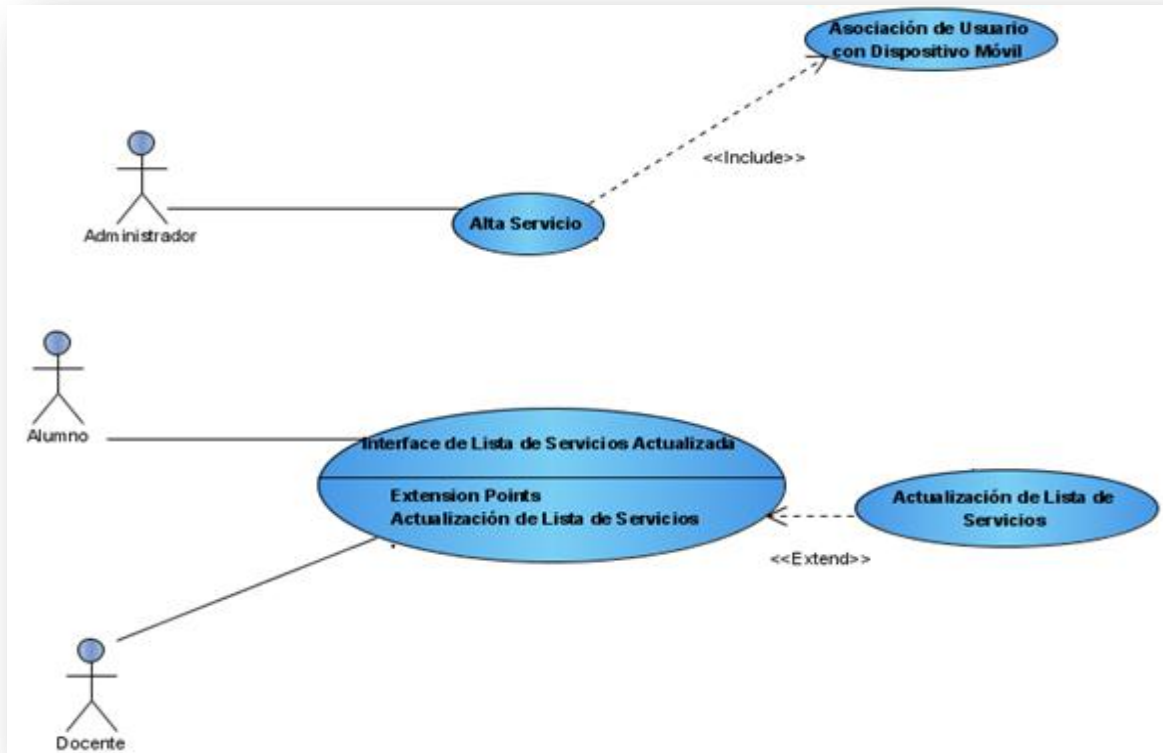 Asociación de Usuario
con Dispositivo Móvil
<<Include>>
Alta Servicio
Administrador
Alumno
Interface de Lista de Servicios Actualizada
Extension Points
Actualización de Lista de Servicios
Actualización de Lista de
Servicios
<<Extend>>
Docente